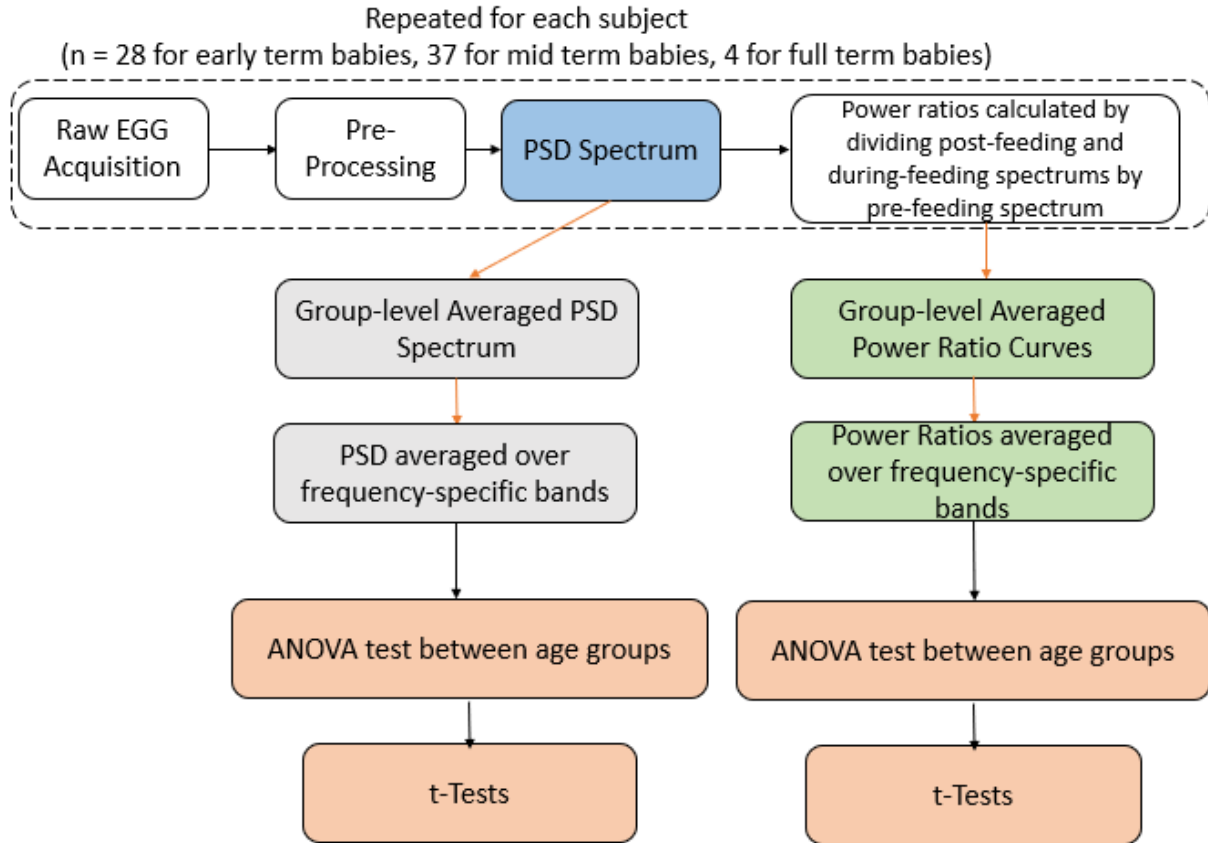 Repeated for each subject
(n = 28 for early term babies, 37 for mid term babies, 4 for full term babies)
Raw EGG
Acquisition
Pre-
Processing
PSD Spectrum
Power ratios calculated by
dividing post-feeding and
during-feeding spectrums by
pre-feeding spectrum
Group-level Averaged PSD
Spectrum
Group-level Averaged
Power Ratio Curves
PSD averaged over
frequency-specific bands
Power Ratios averaged
over frequency-specific
bands
ANOVA test between age groups
ANOVA test between age groups
t-Tests
t-Tests